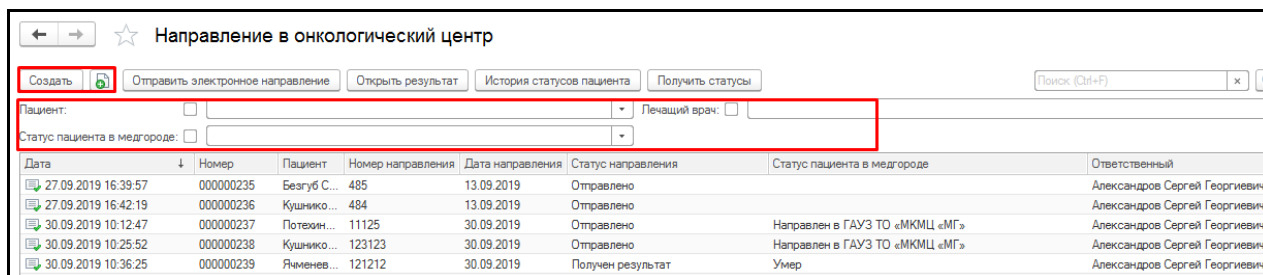 Направление в онкологический центр
Создать Отправить электронное направление Открыть результат История статусов пациента Получить статусы Поиск (Ctrl+F) ×
Пациент: Лечащий врач:
Статус пациента в медгороде:
Дата ↓ Номер Пациент Номер направления Дата направления Статус направления Статус пациента в медгороде Ответственный
27.09.2019 16:39:57 000000235 Безгуб С... 485 13.09.2019 Отправлено Александров Сергей Георгиевич
27.09.2019 16:42:19 000000236 Кушнико... 484 13.09.2019 Отправлено Александров Сергей Георгиевич
30.09.2019 10:12:47 000000237 Потехин... 11125 30.09.2019 Отправлено Направлен в ГАУЗ ТО «МКМЦ «МГ» Александров Сергей Георгиевич
30.09.2019 10:25:52 000000238 Кушнико... 123123 30.09.2019 Отправлено Направлен в ГАУЗ ТО «МКМЦ «МГ» Александров Сергей Георгиевич
30.09.2019 10:36:25 000000239 Ячменев... 121212 30.09.2019 Получен результат Умер Александров Сергей Георгиевич